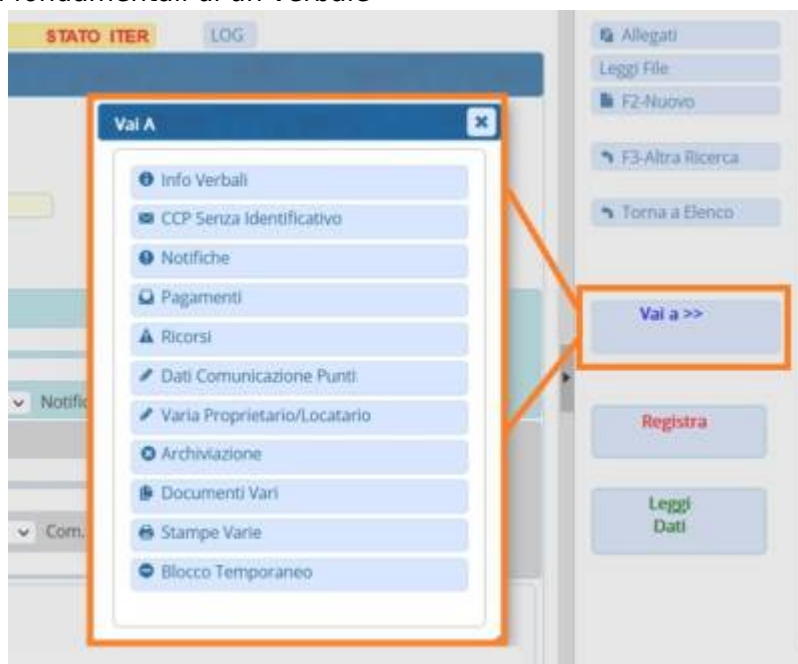 fondamentali di un verbale
STATO ITER LOG
Vai A
Info Verbali
CCP Senza Identificativo
Notifiche
Pagamenti
Ricorsi
Dati Comunicazione Punti
Varia Proprietario/Locatario
Archiviazione
Documenti Vari
Stampe Varie
Blocco Temporaneo
Notific
Com.
Allegati
Leggi File
F2-Nuovo
F3-Altra Ricerca
Torna a Elenco
Vai a >>
Registra
Leggi
Dati